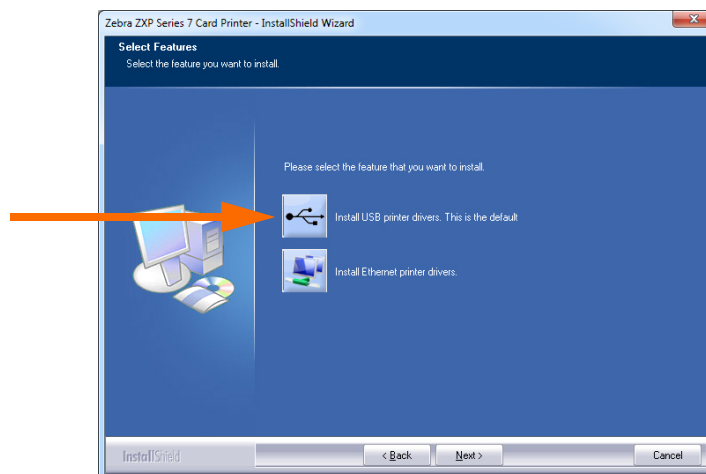 Zebra ZXP Series 7 Card Printer - InstallShield Wizard
Select Features
Select the feature you want to install.
Please select the feature that you want to install.
Install USB printer drivers. This is the default
Install Ethernet printer drivers.
InstallShield
< Back Next > Cancel